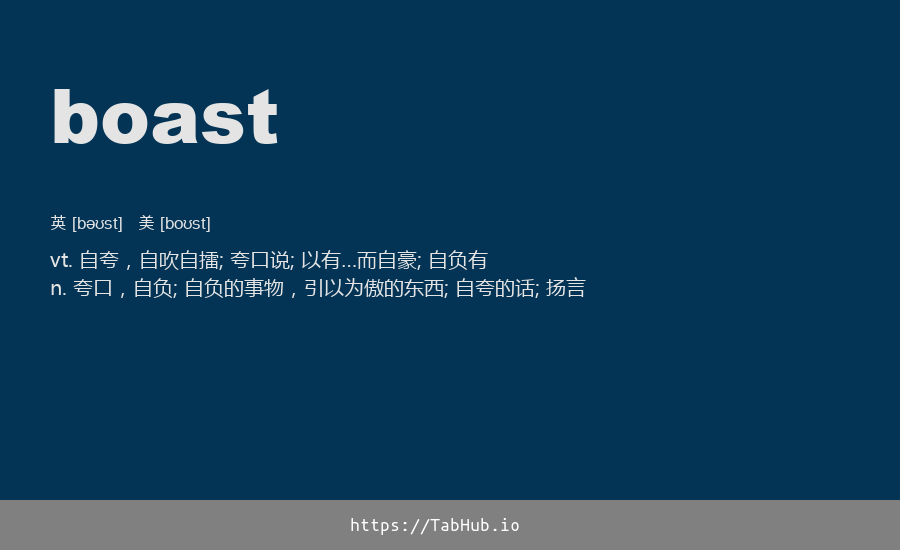 boast
英 [bəʊst] 美 [boʊst]
vt. 自夸，自吹自擂; 夸口说; 以有…而自豪; 自负有
n. 夸口，自负; 自负的事物，引以为傲的东西; 自夸的话; 扬言
https://TabHub.io